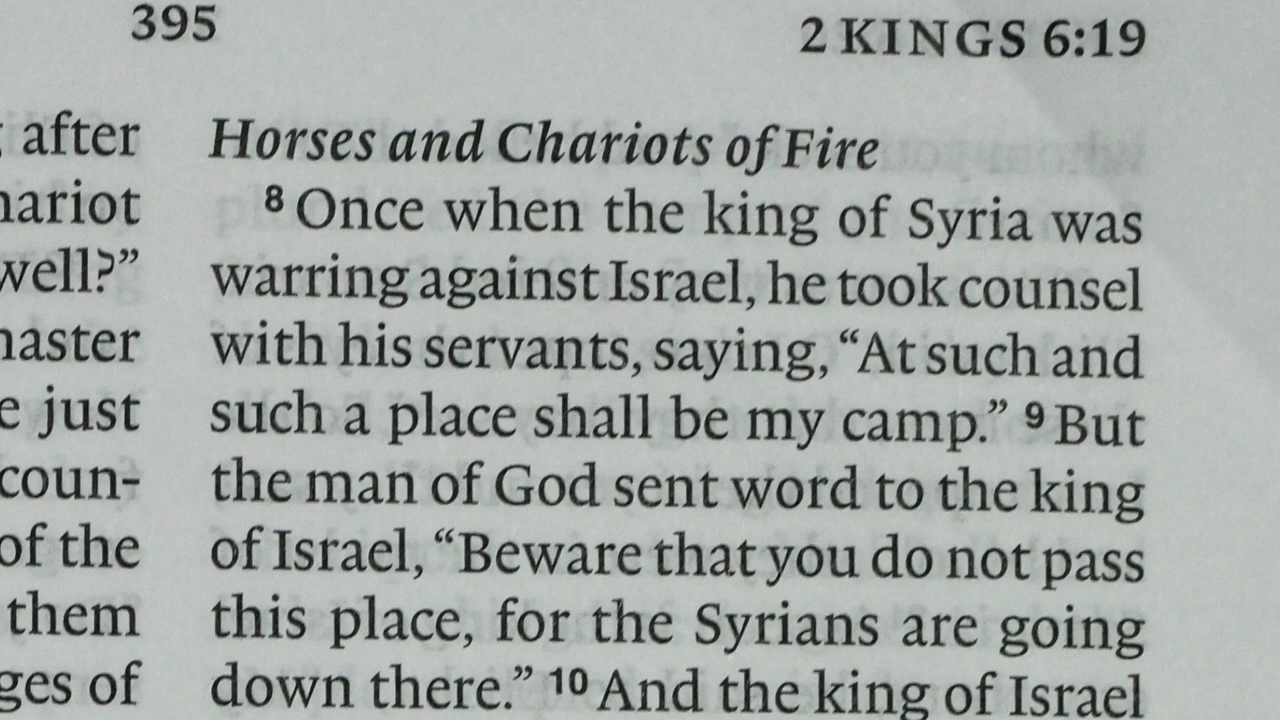 395
2 KINGS 6:19
after
hariot
well?”
master
e just
coun-
of the
them
ges of
Horses and Chariots of Fire
8 Once when the king of Syria was
warring against Israel, he took counsel
with his servants, saying, “At such and
such a place shall be my camp.” 9 But
the man of God sent word to the king
of Israel, “Beware that you do not pass
this place, for the Syrians are going
down there.” 10 And the king of Israel